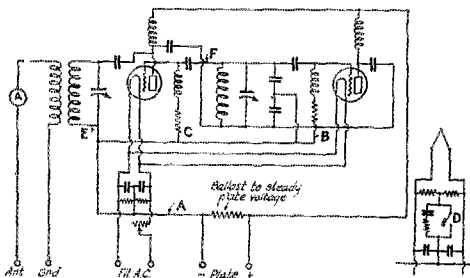 F
A
E
C
B
Ballast to steady
plate voltage
A
D
Ant Gnd Fil A.C. − Plate +